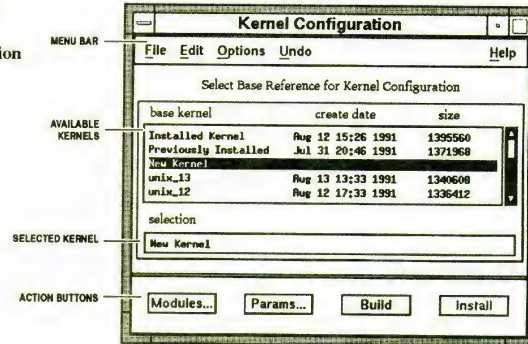 Kernel Configuration
ion
MENU BAR
File Edit Options Undo Help
Select Base Reference for Kernel Configuration
base kernel create date size
AVAILABLE
KERNELS
Installed Kernel Aug 12 15:26 1991 1395560
Previously Installed Jul 31 20:46 1991 1371968
New Kernel
unix_13 Aug 13 13:33 1991 1340608
unix_12 Aug 12 17:33 1991 1336412
selection
SELECTED KERNEL
New Kernel
ACTION BUTTONS
Modules... Params... Build Install